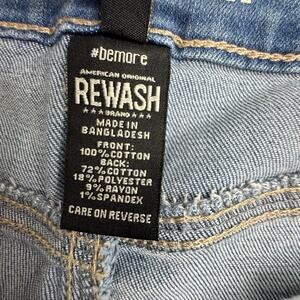 #bemore
AMERICAN ORIGINAL
REWASH
BRAND
MADE IN
BANGLADESH
FRONT:
100% COTTON
BACK:
72% COTTON
18% POLYESTER
9% RAYON
1% SPANDEX
CARE ON REVERSE